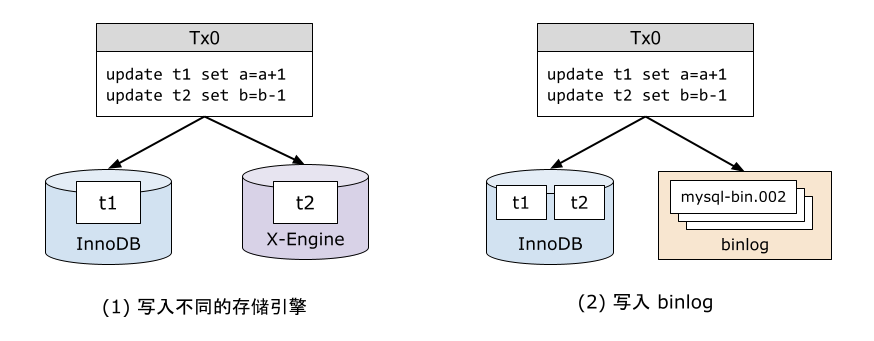 Tx0
update t1 set a=a+1
update t2 set b=b-1
t1
InnoDB
t2
X-Engine
(1) 写入不同的存储引擎
Tx0
update t1 set a=a+1
update t2 set b=b-1
t1
t2
InnoDB
mysql-bin.002
binlog
(2) 写入 binlog